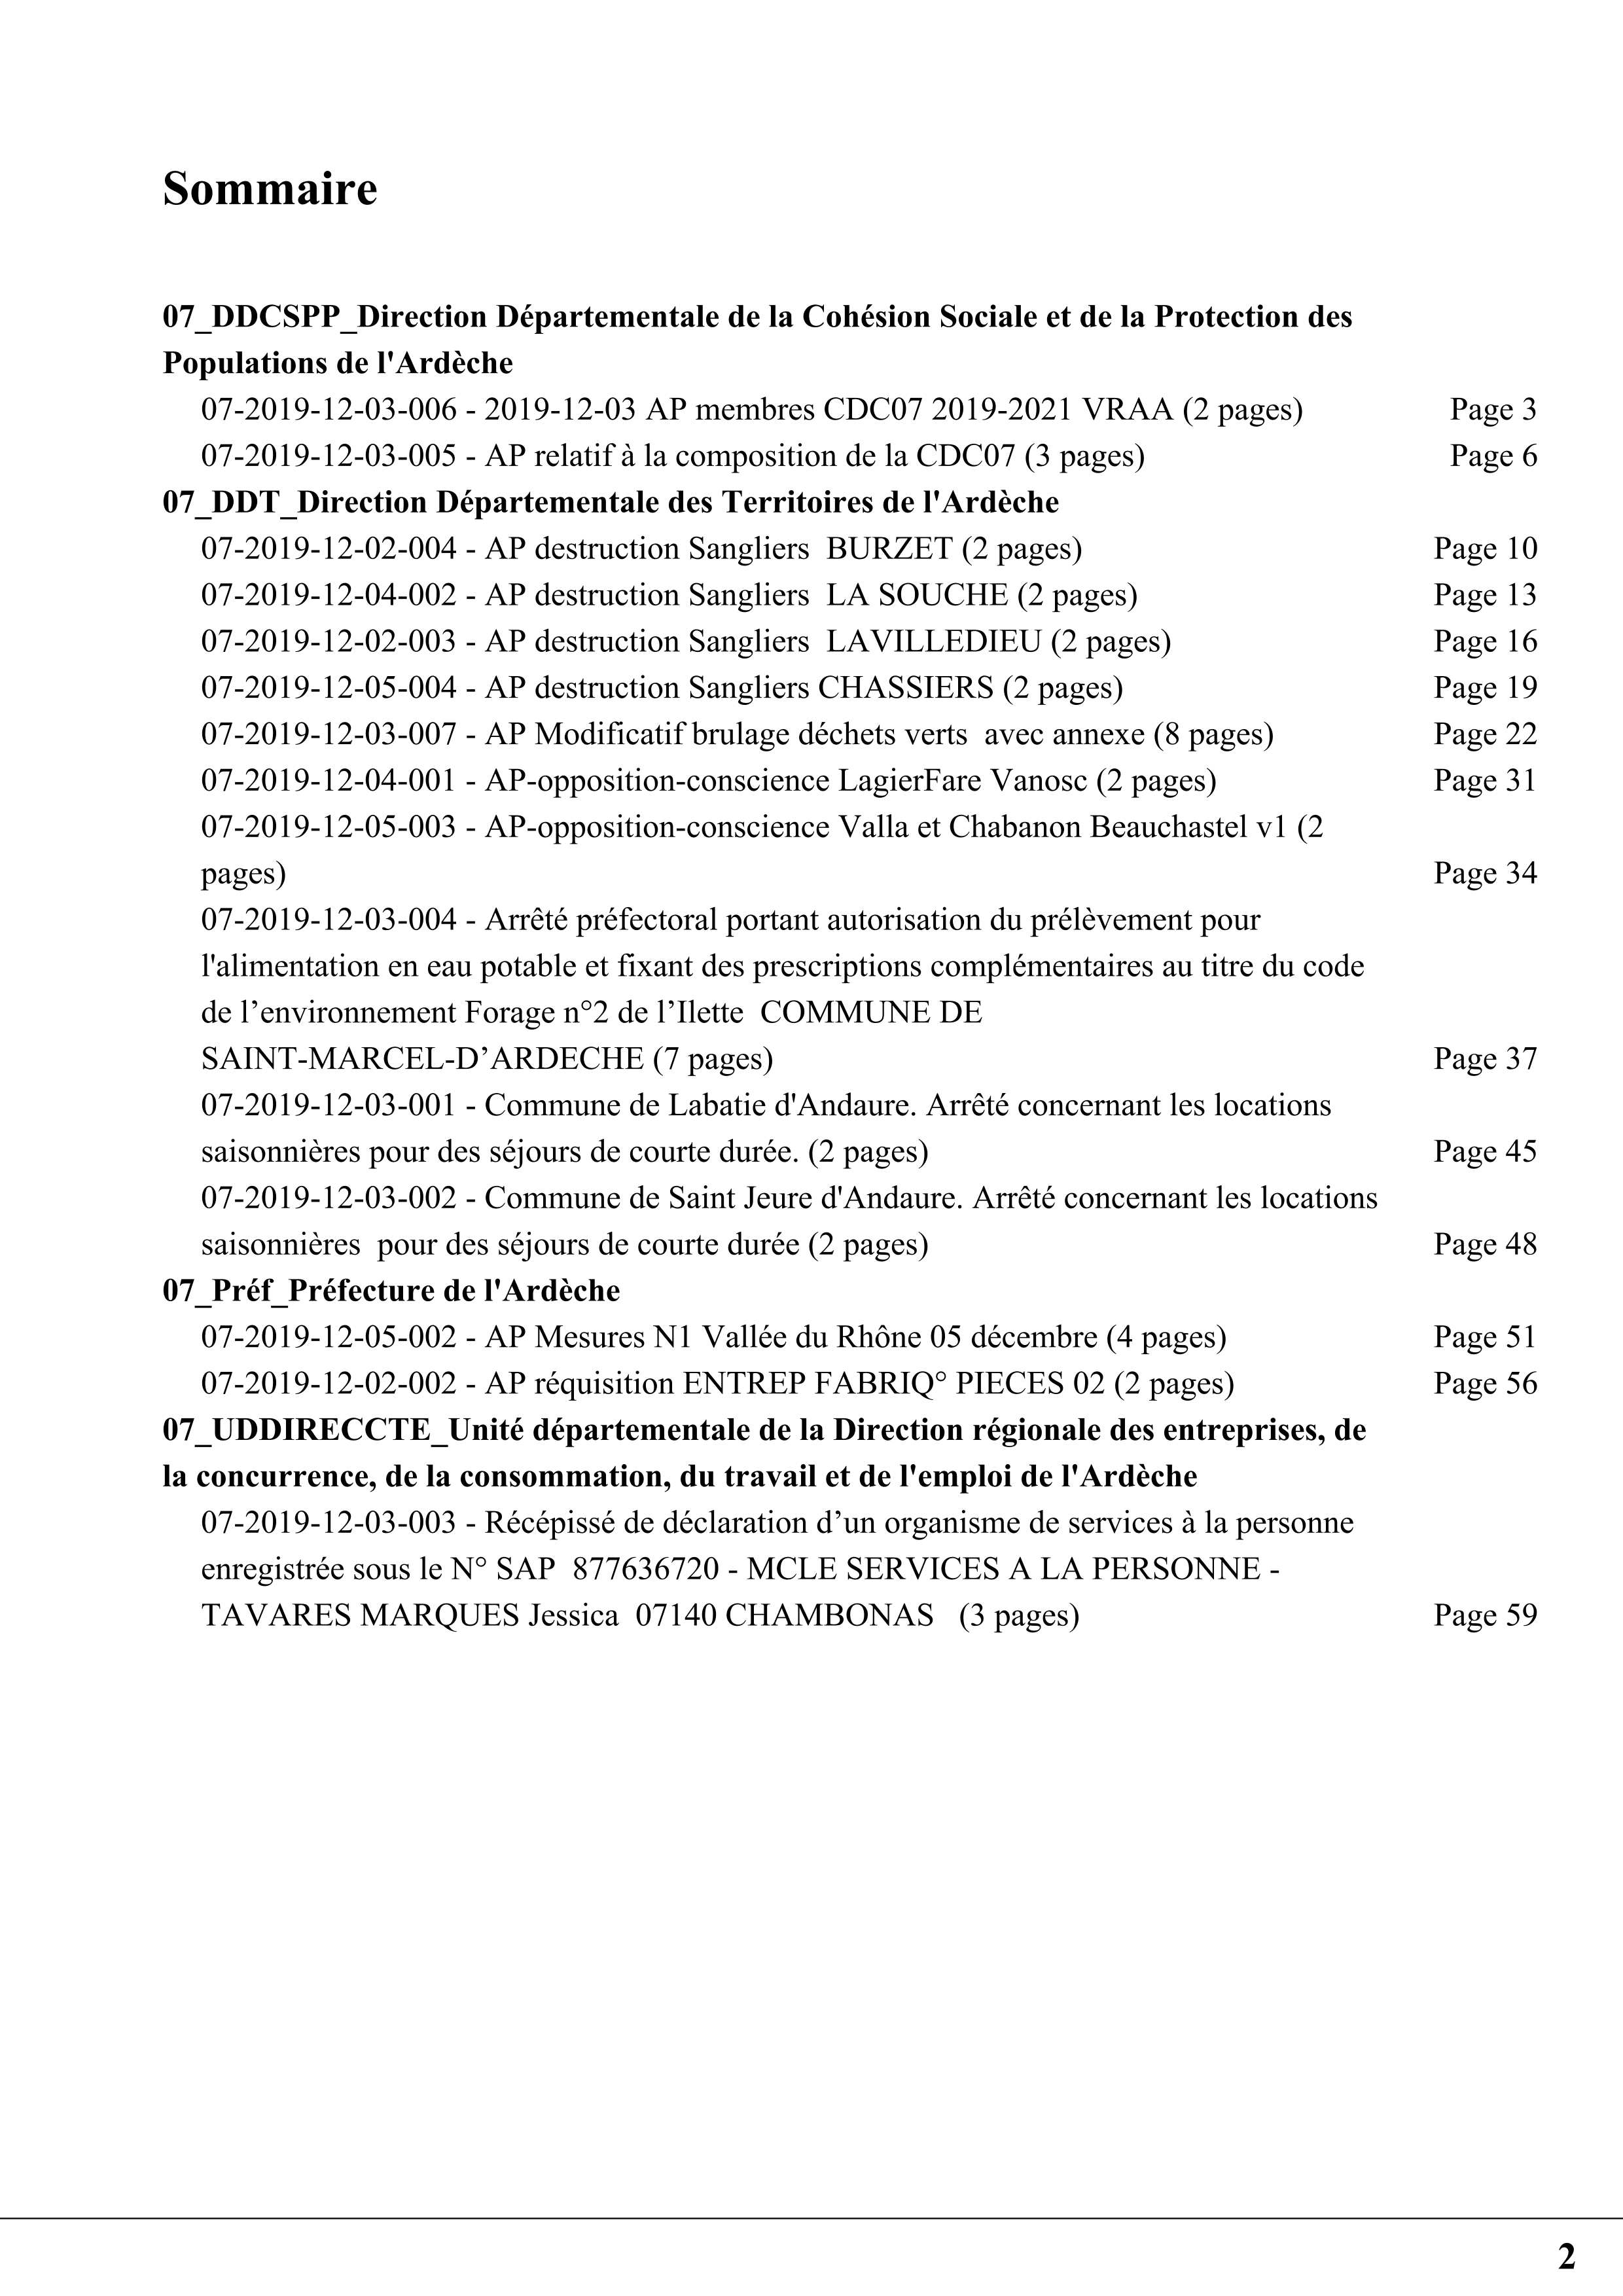 Sommaire
07_DDCSPP_Direction Départementale de la Cohésion Sociale et de la Protection des
Populations de l'Ardèche
07-2019-12-03-006 - 2019-12-03 AP membres CDC07 2019-2021 VRAA (2 pages) Page 3
07-2019-12-03-005 - AP relatif à la composition de la CDC07 (3 pages) Page 6
07_DDT_Direction Départementale des Territoires de l'Ardèche
07-2019-12-02-004 - AP destruction Sangliers  BURZET (2 pages) Page 10
07-2019-12-04-002 - AP destruction Sangliers  LA SOUCHE (2 pages) Page 13
07-2019-12-02-003 - AP destruction Sangliers  LAVILLEDIEU (2 pages) Page 16
07-2019-12-05-004 - AP destruction Sangliers CHASSIERS (2 pages) Page 19
07-2019-12-03-007 - AP Modificatif brulage déchets verts  avec annexe (8 pages) Page 22
07-2019-12-04-001 - AP-opposition-conscience LagierFare Vanosc (2 pages) Page 31
07-2019-12-05-003 - AP-opposition-conscience Valla et Chabanon Beauchastel v1 (2
pages) Page 34
07-2019-12-03-004 - Arrêté préfectoral portant autorisation du prélèvement pour
l'alimentation en eau potable et fixant des prescriptions complémentaires au titre du code
de l’environnement Forage n°2 de l’Ilette  COMMUNE DE
SAINT-MARCEL-D’ARDECHE (7 pages) Page 37
07-2019-12-03-001 - Commune de Labatie d'Andaure. Arrêté concernant les locations
saisonnières pour des séjours de courte durée. (2 pages) Page 45
07-2019-12-03-002 - Commune de Saint Jeure d'Andaure. Arrêté concernant les locations
saisonnières  pour des séjours de courte durée (2 pages) Page 48
07_Préf_Préfecture de l'Ardèche
07-2019-12-05-002 - AP Mesures N1 Vallée du Rhône 05 décembre (4 pages) Page 51
07-2019-12-02-002 - AP réquisition ENTREP FABRIQ° PIECES 02 (2 pages) Page 56
07_UDDIRECCTE_Unité départementale de la Direction régionale des entreprises, de
la concurrence, de la consommation, du travail et de l'emploi de l'Ardèche
07-2019-12-03-003 - Récépissé de déclaration d’un organisme de services à la personne
enregistrée sous le N° SAP  877636720 - MCLE SERVICES A LA PERSONNE -
TAVARES MARQUES Jessica  07140 CHAMBONAS   (3 pages) Page 59
2